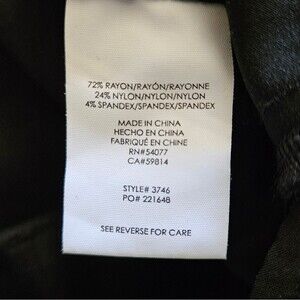 72% RAYON/RAYÓN/RAYONNE
24% NYLON/NYLON/NYLON
4% SPANDEX/SPANDEX/SPANDEX
MADE IN CHINA
HECHO EN CHINA
FABRIQUÉ EN CHINE
RN#54077
CA#59814
STYLE# 3746
PO# 221648
SEE REVERSE FOR CARE